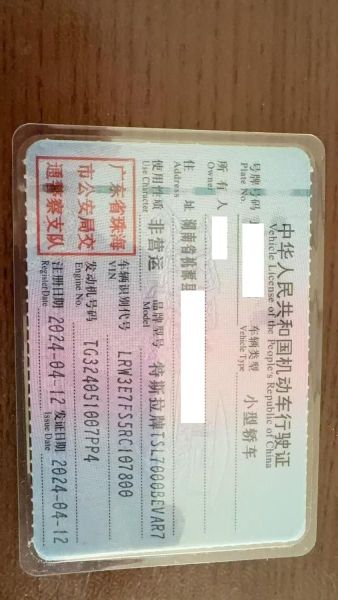 中华人民共和国机动车行驶证
Vehicle License of the People's Republic of China
号牌号码
Plate No.
车辆类型 小型轿车
Vehicle Type
所有人
Owner
住址 湖南省
Address
使用性质 非营运
Use Character
品牌型号 特斯拉牌TSL7000BEVAR7
Model
广东省珠海
市公安局交
通警察支队
车辆识别代号
VIN
发动机号码 TG324051007PP4
Engine No.
注册日期 2024-04-12
Register Date
发证日期 2024-04-12
Issue Date